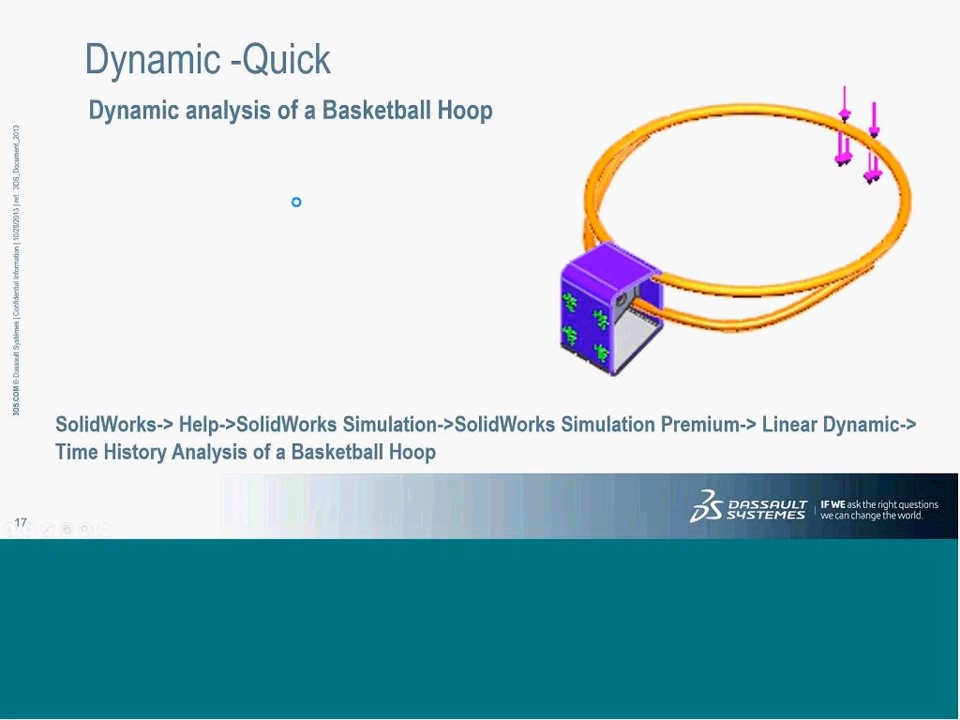 Dynamic -Quick
Dynamic analysis of a Basketball Hoop
3DS.COM © Dassault Systèmes | Confidential Information | 10/28/2013 | ref.: 3DS_Document_2013
SolidWorks-> Help->SolidWorks Simulation->SolidWorks Simulation Premium-> Linear Dynamic->
Time History Analysis of a Basketball Hoop
17
DASSAULT
SYSTEMES
IF WE ask the right questions
we can change the world.